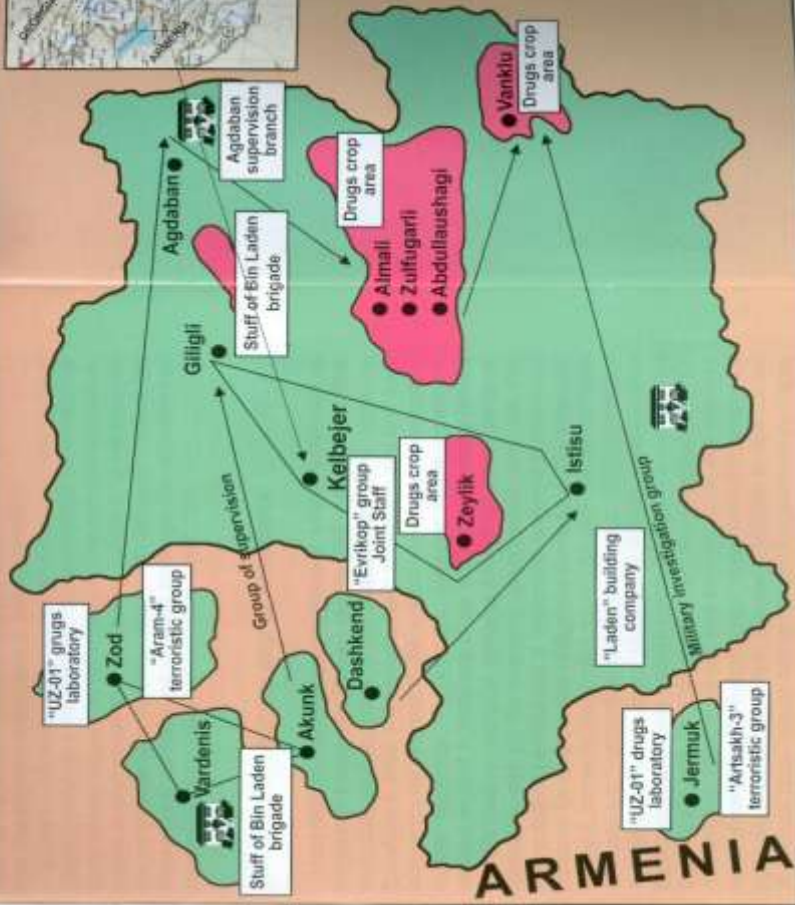 GEORGIA
ARMENIA
"UZ-01" grugs
laboratory
Zod
"Aram-4"
terroristic group
Vardenis
Stuff of Bin Laden
brigade
Akunk
Dashkend
Group of supervision
Giligli
Stuff of Bin Laden
brigade
Agdaban
Agdaban
supervision
branch
Kelbejer
"Evrikop" group
Joint Staff
Drugs crop
area
Zeylik
Drugs crop
area
Almali
Zulfugarli
Abdullaushagi
Vanklu
Drugs crop
area
Istisu
"Laden" building
company
Military investigation group
"UZ-01" drugs
laboratory
Jermuk
"Artsakh-3"
terroristic group
ARMENIA